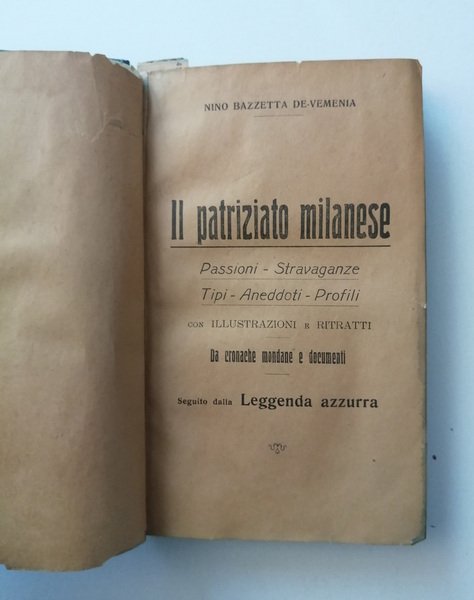 NINO BAZZETTA DE-VEMENIA
Il patriziato milanese
Passioni - Stravaganze
Tipi - Aneddoti - Profili
CON ILLUSTRAZIONI E RITRATTI
Da cronache mondane e documenti
Seguito dalla Leggenda azzurra